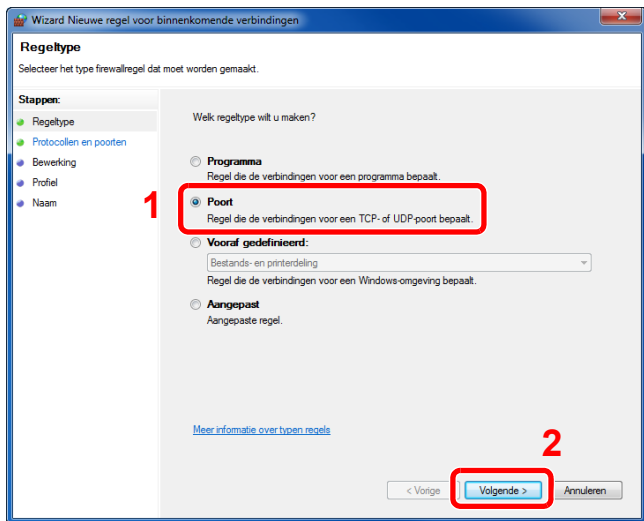 Wizard Nieuwe regel voor binnenkomende verbindingen
Regeltype
Selecteer het type firewallregel dat moet worden gemaakt.
Stappen:
Regeltype
Protocollen en poorten
Bewerking
Profiel
Naam
Welk regeltype wilt u maken?
Programma
Regel die de verbindingen voor een programma bepaalt.
1
Poort
Regel die de verbindingen voor een TCP- of UDP-poort bepaalt.
Vooraf gedefinieerd:
Bestands- en printerdeling
Regel die de verbindingen voor een Windows-omgeving bepaalt.
Aangepast
Aangepaste regel.
Meer informatie over typen regels
2
< Vorige
Volgende >
Annuleren